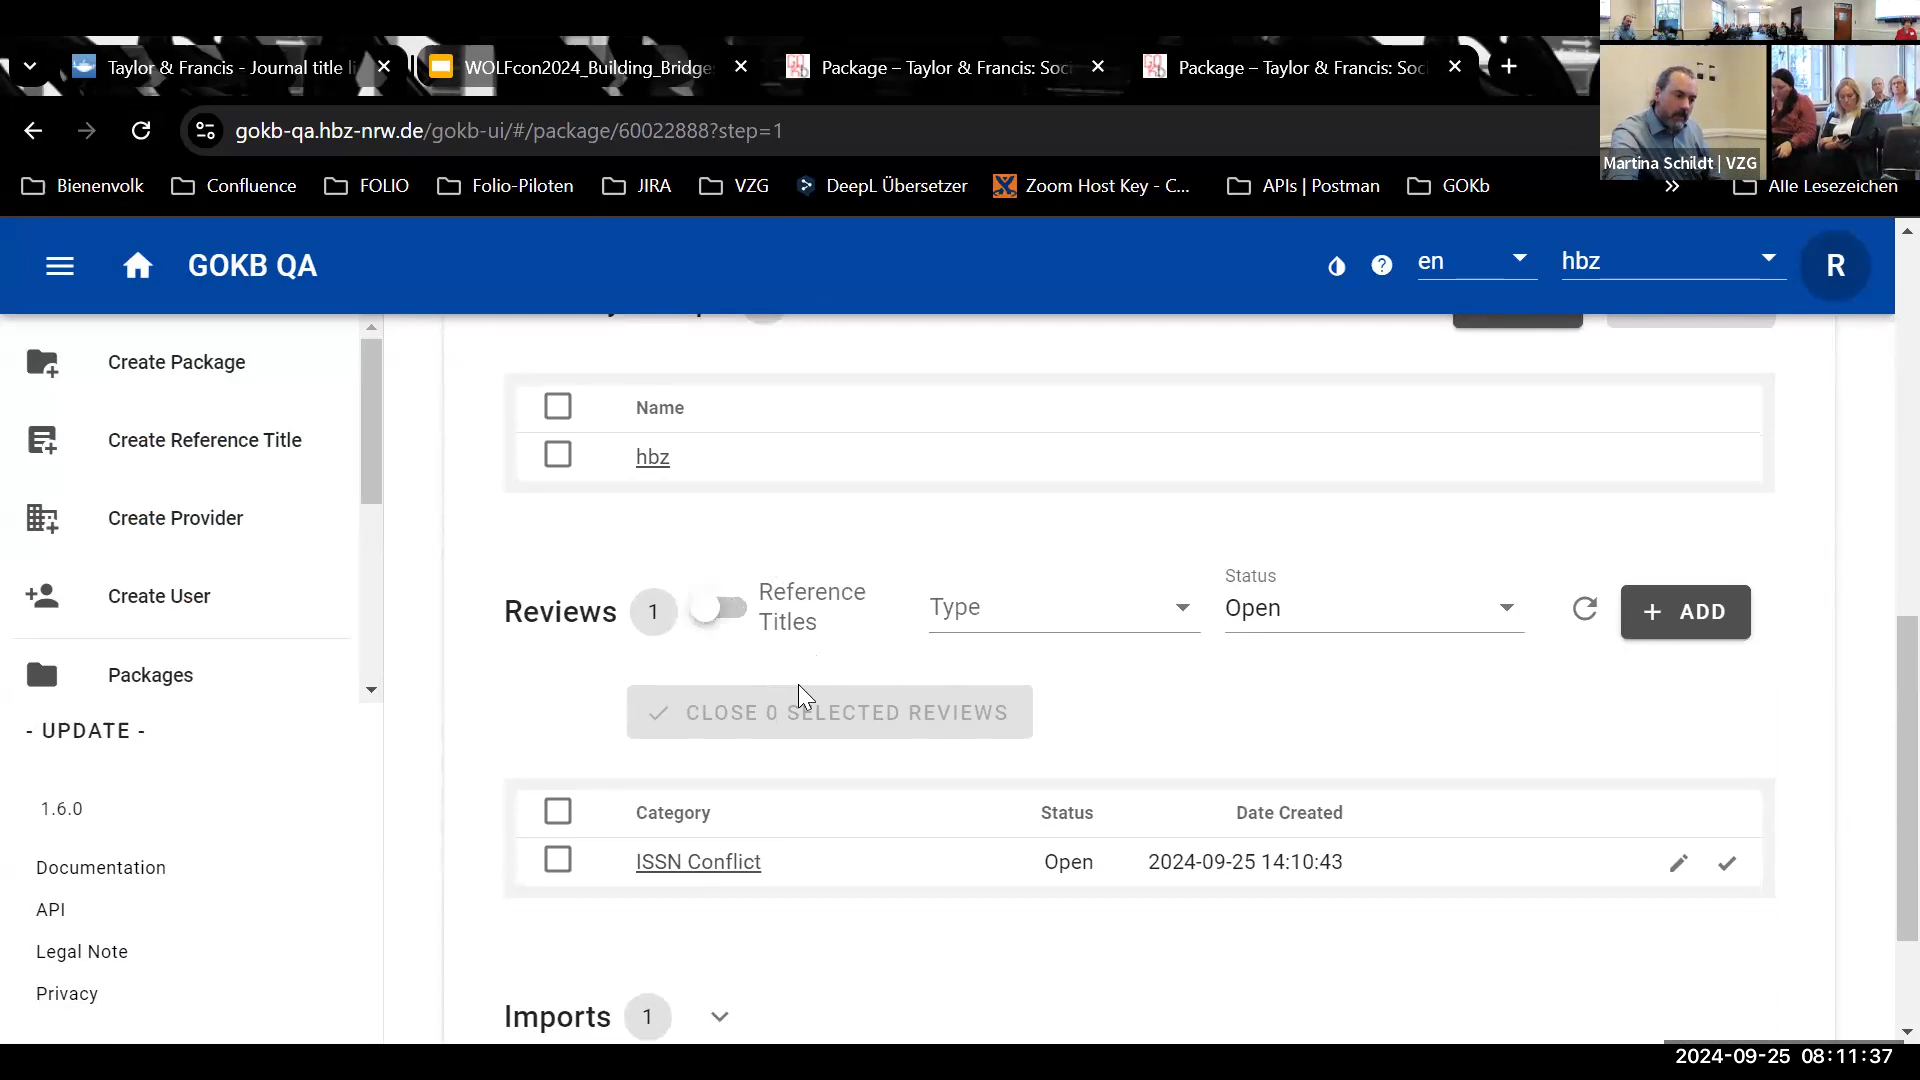 Taylor & Francis - Journal title li
WOLFcon2024_Building_Bridge
Package – Taylor & Francis: Soc
Package – Taylor & Francis: Soc
gokb-qa.hbz-nrw.de/gokb-ui/#/package/60022888?step=1
Martina Schildt | VZG
Bienenvolk
Confluence
FOLIO
Folio-Piloten
JIRA
VZG
DeepL Übersetzer
Zoom Host Key - C...
APIs | Postman
GOKb
»
Alle Lesezeichen
GOKB QA
en
hbz
R
Create Package
Create Reference Title
Create Provider
Create User
Packages
- UPDATE -
1.6.0
Documentation
API
Legal Note
Privacy
Name
hbz
Reviews 1
Reference
Titles
Type
Status
Open
+ ADD
CLOSE 0 SELECTED REVIEWS
Category Status Date Created
ISSN Conflict Open 2024-09-25 14:10:43
Imports 1
2024-09-25 08:11:37